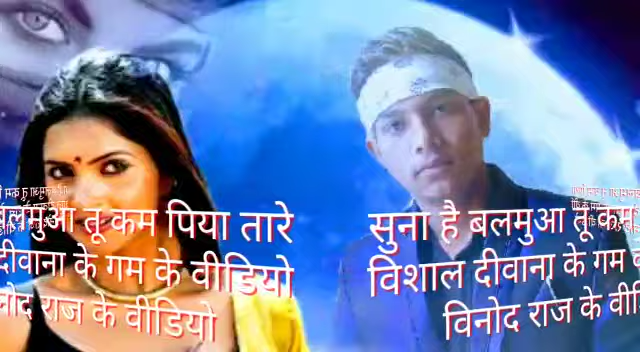 बलमुआ तू कम पिया तारे
दीवाना के गम के वीडियो
राज के वीडियो
सुना है बलमुआ तू कम
विशाल दीवाना के गम
विनोद राज के